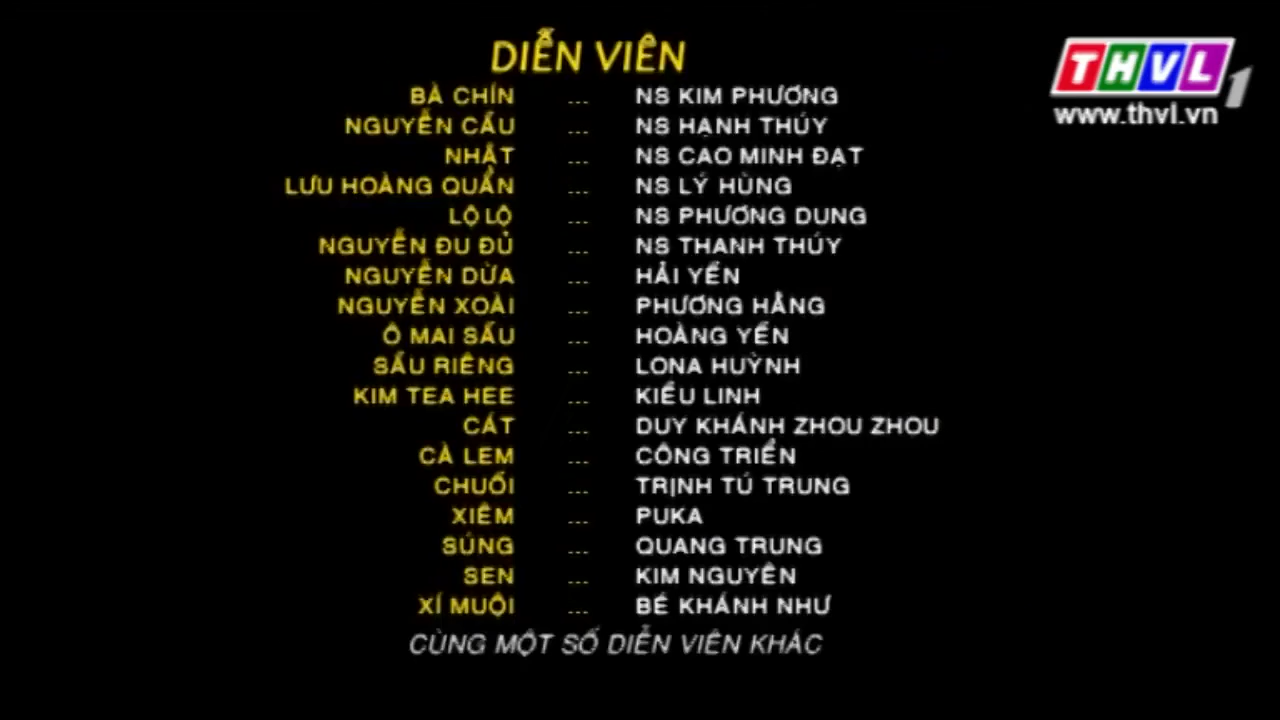 DIỄN VIÊN
THVL 1
www.thvl.vn
BÀ CHÍN ... NS KIM PHƯƠNG
NGUYỄN CẦU ... NS HẠNH THÚY
NHẬT ... NS CAO MINH ĐẠT
LƯU HOÀNG QUẨN ... NS LÝ HÙNG
LỘ LỘ ... NS PHƯƠNG DUNG
NGUYỄN ĐU ĐỦ ... NS THANH THÚY
NGUYỄN DỪA ... HẢI YẾN
NGUYỄN XOÀI ... PHƯƠNG HẰNG
Ô MAI SẤU ... HOÀNG YẾN
SẦU RIÊNG ... LONA HUỲNH
KIM TEA HEE ... KIỀU LINH
CÁT ... DUY KHÁNH ZHOU ZHOU
CÀ LEM ... CÔNG TRIỂN
CHUỐI ... TRỊNH TÚ TRUNG
XIÊM ... PUKA
SÚNG ... QUANG TRUNG
SEN ... KIM NGUYÊN
XÍ MUỘI ... BÉ KHÁNH NHƯ
CÙNG MỘT SỐ DIỄN VIÊN KHÁC